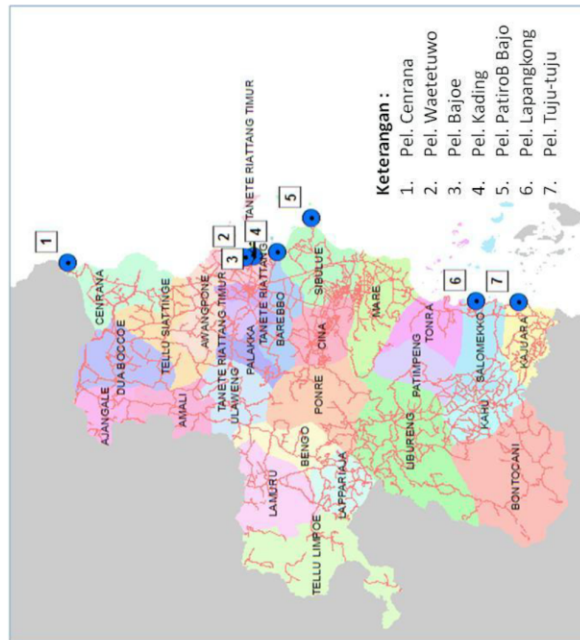 1
CENRANA
AJANGALE
DUA BOCCOE
TELLU SIATTINGE
AMALI
AWANGPONE
2
3
4
TANETE RIATTANG TIMUR
TANETE RIATTANG TIMUR
ULAWENG
PALAKKA
TANETE RIATTANG
BAREBBO
5
SIBULUE
LAMURU
BENGO
PONRE
CINA
LAPPARIAJA
MARE
TELLU LIMPOE
LIBURENG
PATIMPENG
TONRA
6
SALOMEKKO
KAHU
7
KAJUARA
BONTOCANI
Keterangan :
1. Pel. Cenrana
2. Pel. Waetetuwo
3. Pel. Bajoe
4. Pel. Kading
5. Pel. PatiroB Bajo
6. Pel. Lapangkong
7. Pel. Tuju-tuju